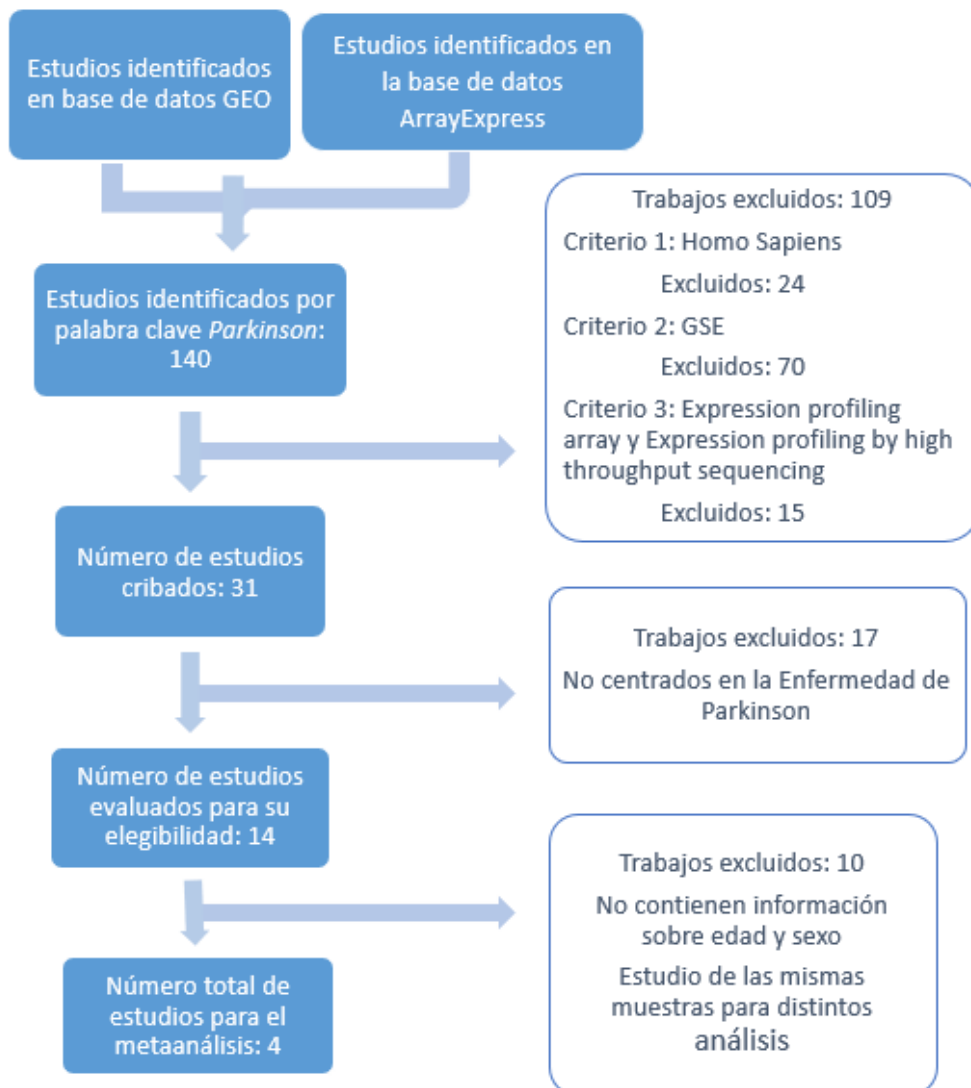 Estudios identificados
en base de datos GEO
Estudios identificados en
la base de datos
ArrayExpress
Estudios identificados por
palabra clave Parkinson:
140
Trabajos excluidos: 109
Criterio 1: Homo Sapiens
Excluidos: 24
Criterio 2: GSE
Excluidos: 70
Criterio 3: Expression profiling
array y Expression profiling by high
throughput sequencing
Excluidos: 15
Número de estudios
cribados: 31
Trabajos excluidos: 17
No centrados en la Enfermedad de
Parkinson
Número de estudios
evaluados para su
elegibilidad: 14
Trabajos excluidos: 10
No contienen información
sobre edad y sexo
Estudio de las mismas
muestras para distintos
análisis
Número total de
estudios para el
metaanálisis: 4